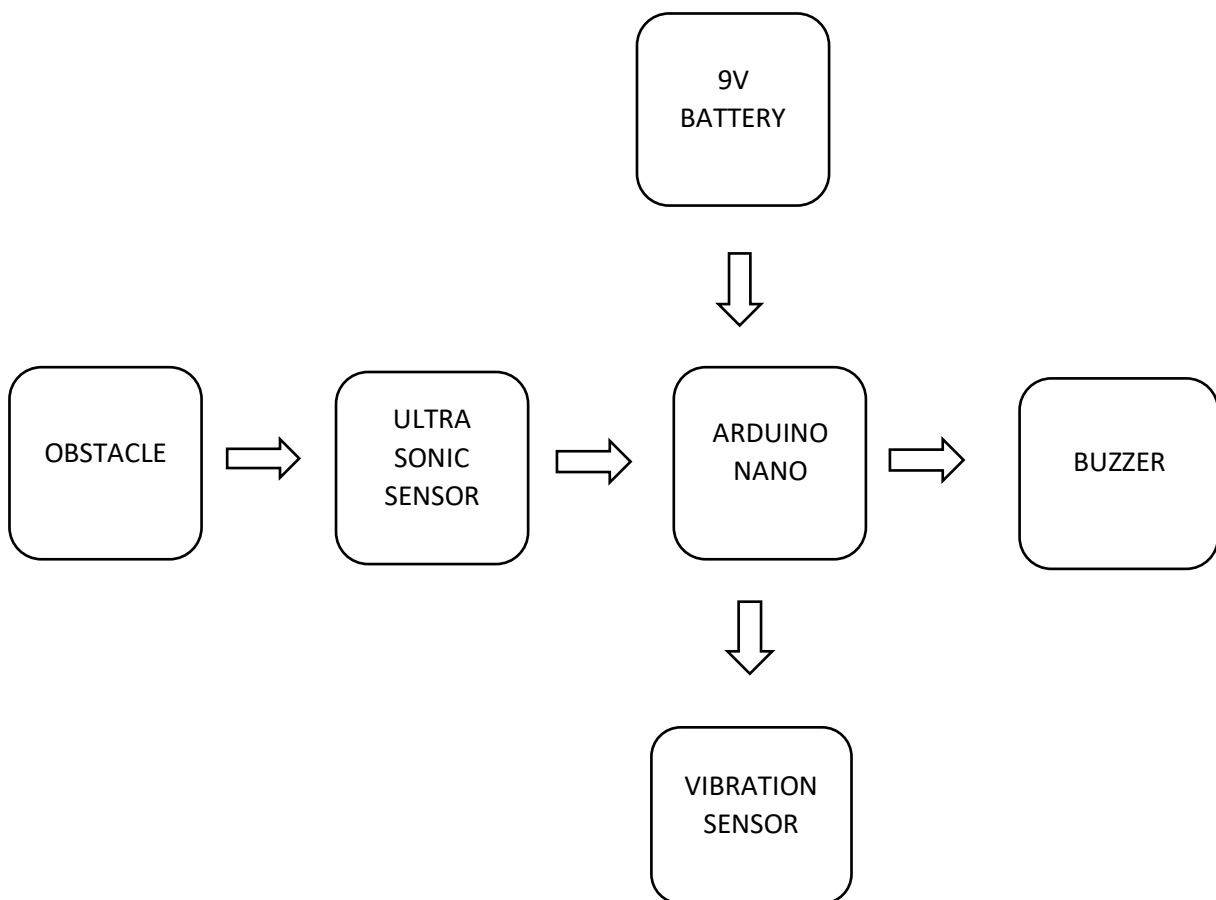 9V
BATTERY
OBSTACLE
ULTRA
SONIC
SENSOR
ARDUINO
NANO
BUZZER
VIBRATION
SENSOR